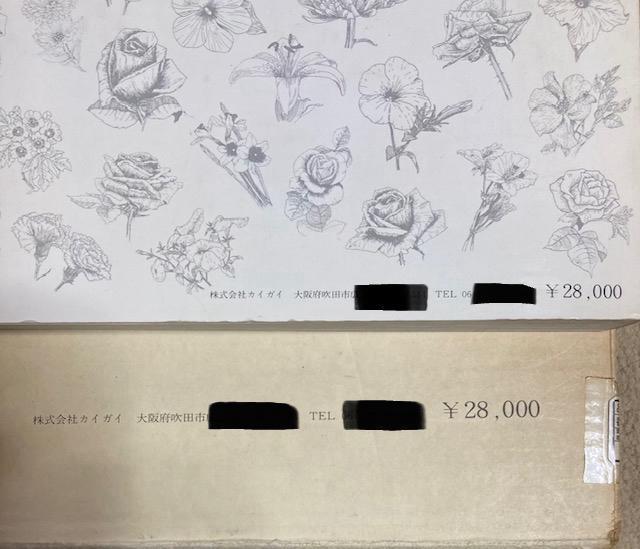 株式会社カイガイ 大阪府吹田市 TEL 06 ¥28,000
株式会社カイガイ 大阪府吹田市 TEL ¥28,000